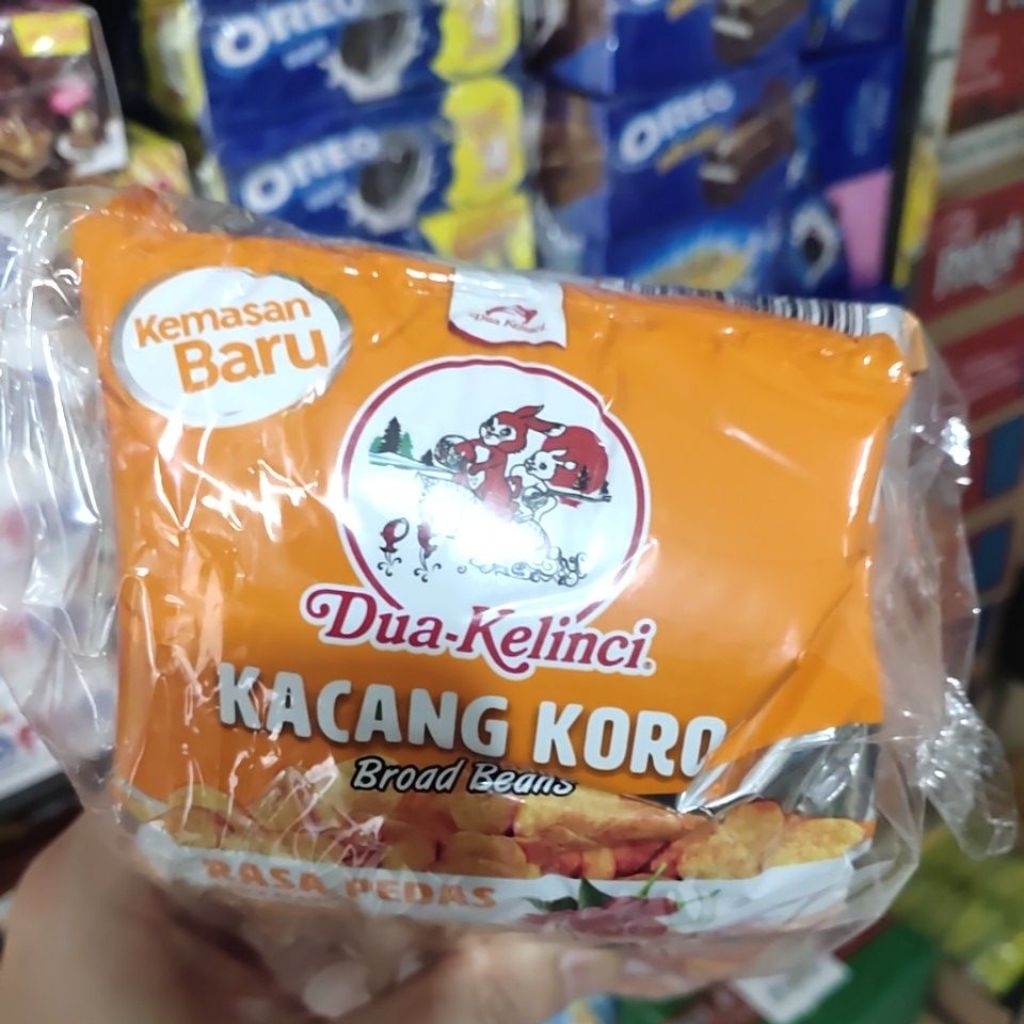 OREO
OREO
OREO
Kemasan
Baru
Dua Kelinci
Dua-Kelinci
KACANG KORO
Broad Beans
RASA PEDAS